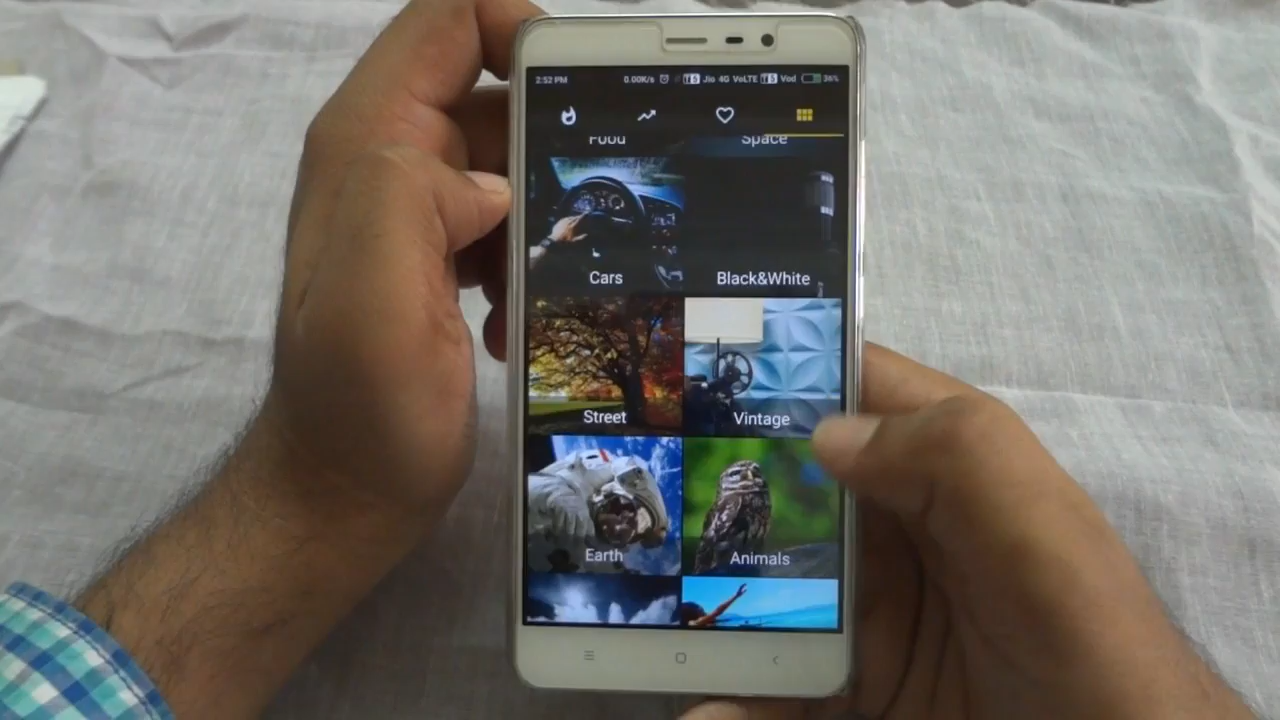 2:52 PM 0.00K/s Jio 4G VoLTE Vod 36%
Food Space
Cars Black&White
Street Vintage
Earth Animals